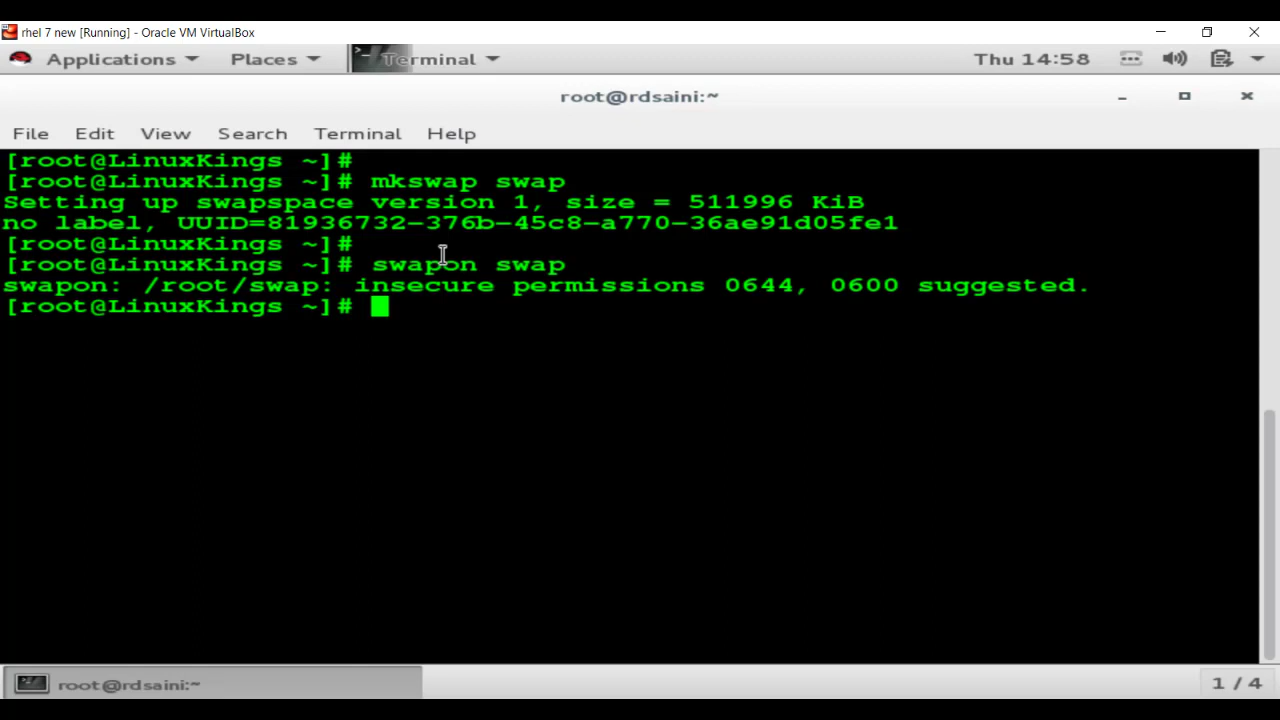 rhel 7 new [Running] - Oracle VM VirtualBox
Applications Places Terminal Thu 14:58
root@rdsaini:~
File Edit View Search Terminal Help
[root@LinuxKings ~]#
[root@LinuxKings ~]# mkswap swap
Setting up swapspace version 1, size = 511996 KiB
no label, UUID=81936732-376b-45c8-a770-36ae91d05fe1
[root@LinuxKings ~]#
[root@LinuxKings ~]# swapon swap
swapon: /root/swap: insecure permissions 0644, 0600 suggested.
[root@LinuxKings ~]#
root@rdsaini:~ 1 / 4